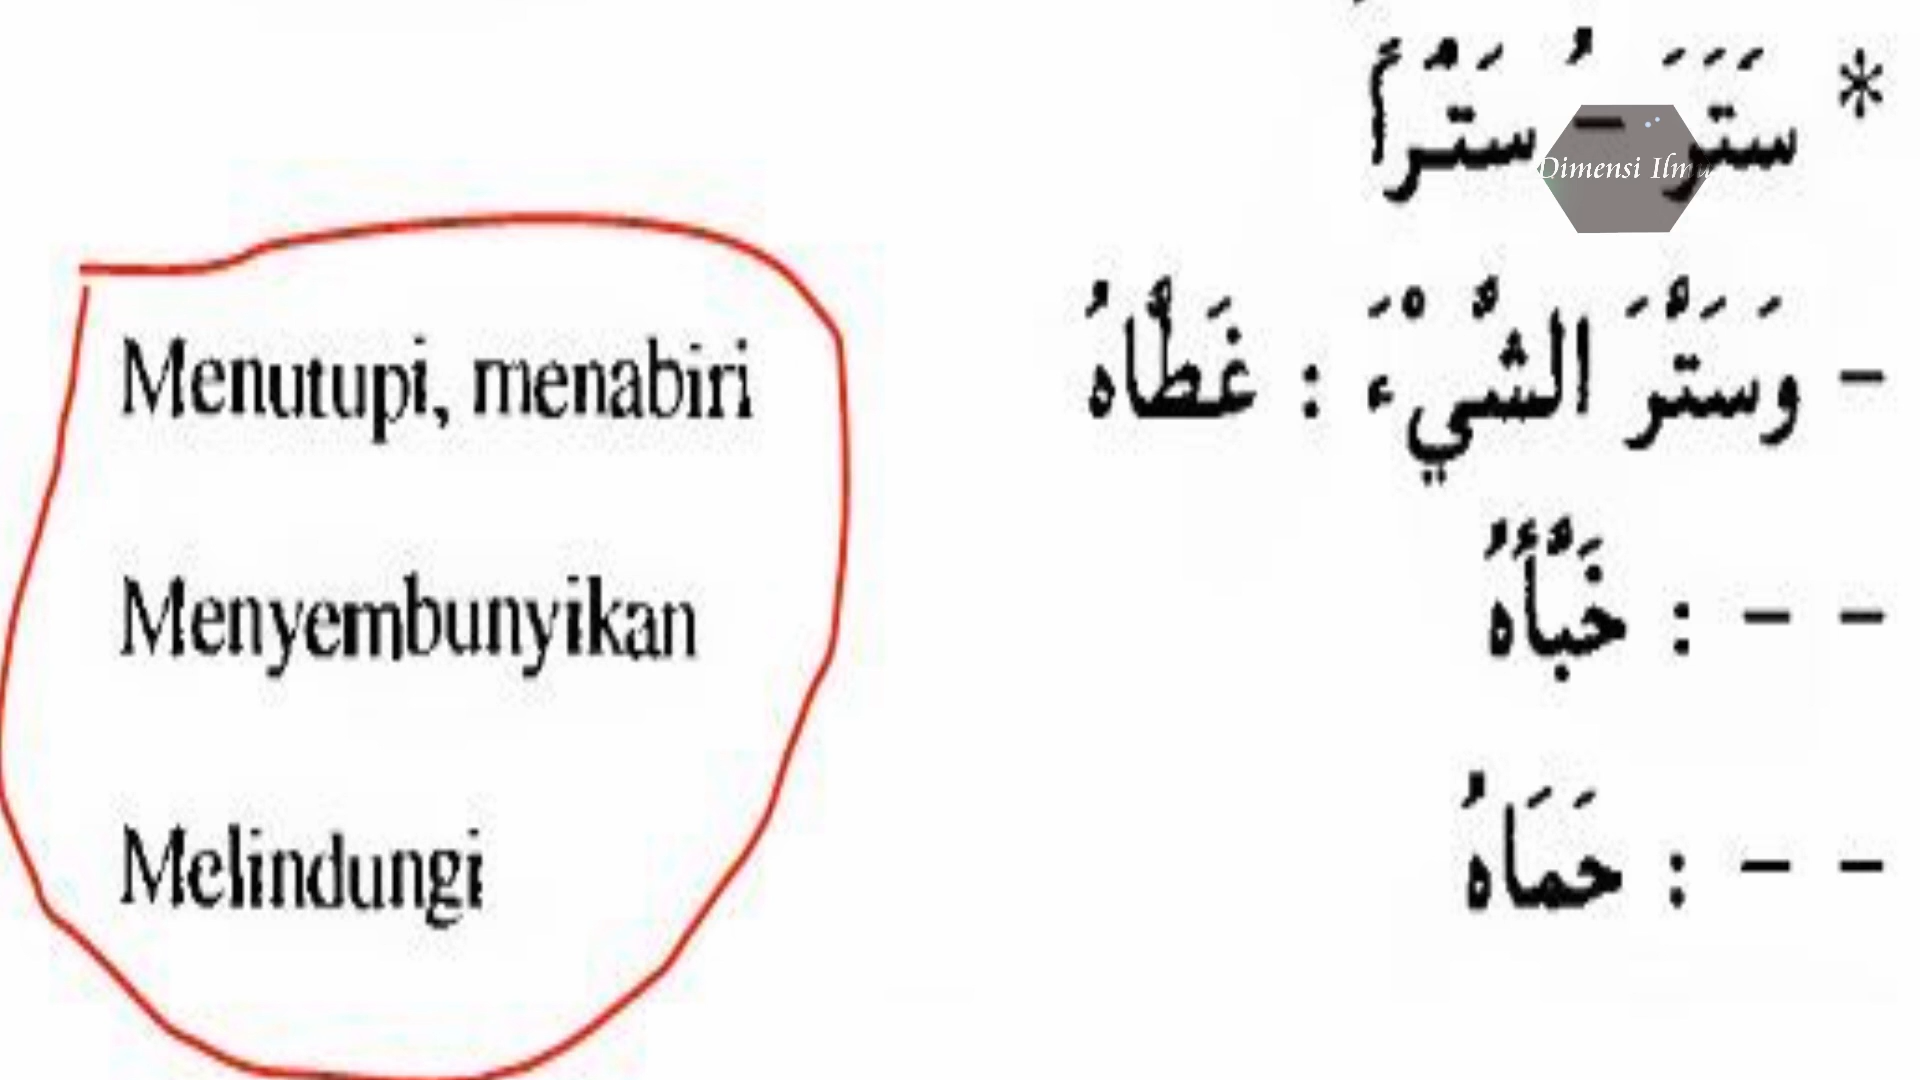 * سَتَرَ ـُ سَتْرًا
Dimensi Ilmu
- وَسَتَّرَ الشَّيْءَ : غَطَّاهُ
Menutupi, menabiri
- - : خَبَّأَهُ
Menyembunyikan
- - : حَمَاهُ
Melindungi